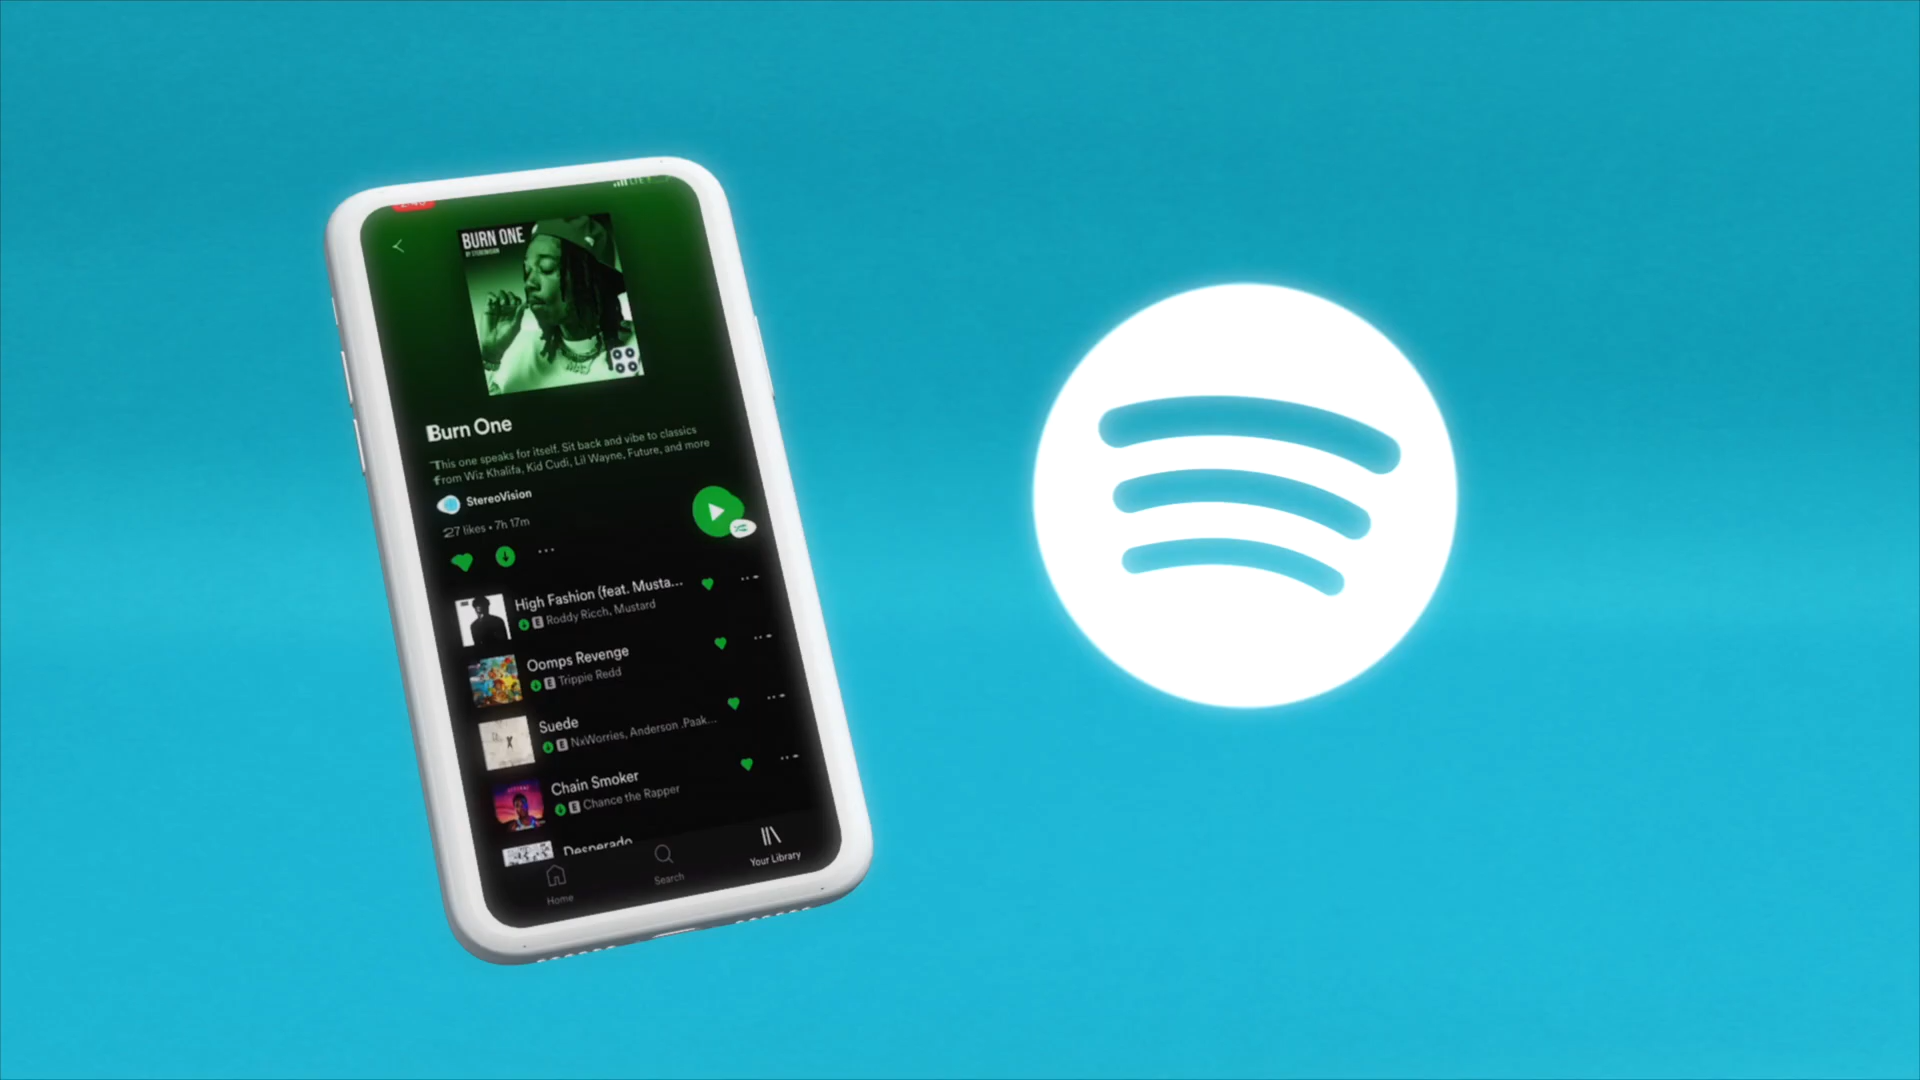 BURN ONE
BY STEREOVISION
Burn One
This one speaks for itself. Sit back and vibe to classics
from Wiz Khalifa, Kid Cudi, Lil Wayne, Future, and more
StereoVision
27 likes • 7h 17m
High Fashion (feat. Musta...
E Roddy Ricch, Mustard
Oomps Revenge
E Trippie Redd
Suede
E NxWorries, Anderson .Paak...
Chain Smoker
E Chance the Rapper
Desperado
Home
Search
Your Library